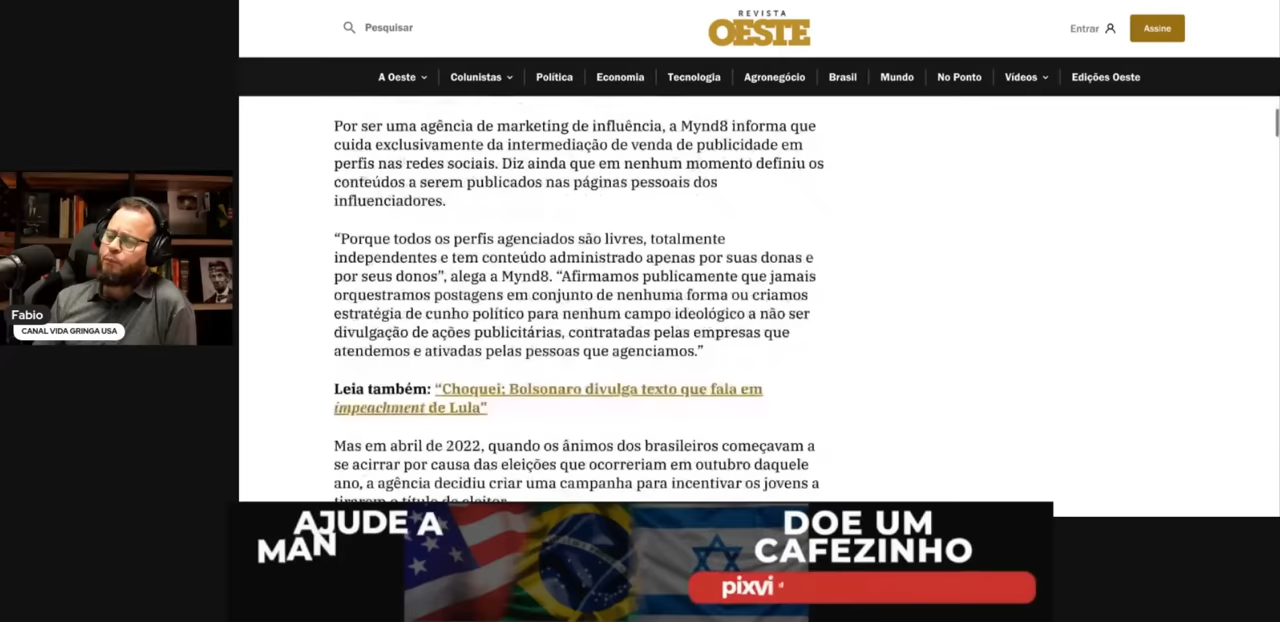 Pesquisar
REVISTA
OESTE
Entrar
Assine
A Oeste
Colunistas
Política
Economia
Tecnologia
Agronegócio
Brasil
Mundo
No Ponto
Vídeos
Edições Oeste
Por ser uma agência de marketing de influência, a Mynd8 informa que
cuida exclusivamente da intermediação de venda de publicidade em
perfis nas redes sociais. Diz ainda que em nenhum momento definiu os
conteúdos a serem publicados nas páginas pessoais dos
influenciadores.
“Porque todos os perfis agenciados são livres, totalmente
independentes e tem conteúdo administrado apenas por suas donas e
por seus donos”, alega a Mynd8. “Afirmamos publicamente que jamais
orquestramos postagens em conjunto de nenhuma forma ou criamos
estratégia de cunho político para nenhum campo ideológico a não ser
divulgação de ações publicitárias, contratadas pelas empresas que
atendemos e ativadas pelas pessoas que agenciamos.”
Leia também: “Choquei: Bolsonaro divulga texto que fala em
impeachment de Lula”
Mas em abril de 2022, quando os ânimos dos brasileiros começavam a
se acirrar por causa das eleições que ocorreriam em outubro daquele
ano, a agência decidiu criar uma campanha para incentivar os jovens a
tirarem o título de eleitor.
Fabio
CANAL VIDA GRINGA USA
AJUDE A
MAN
DOE UM
CAFEZINHO
pixvi